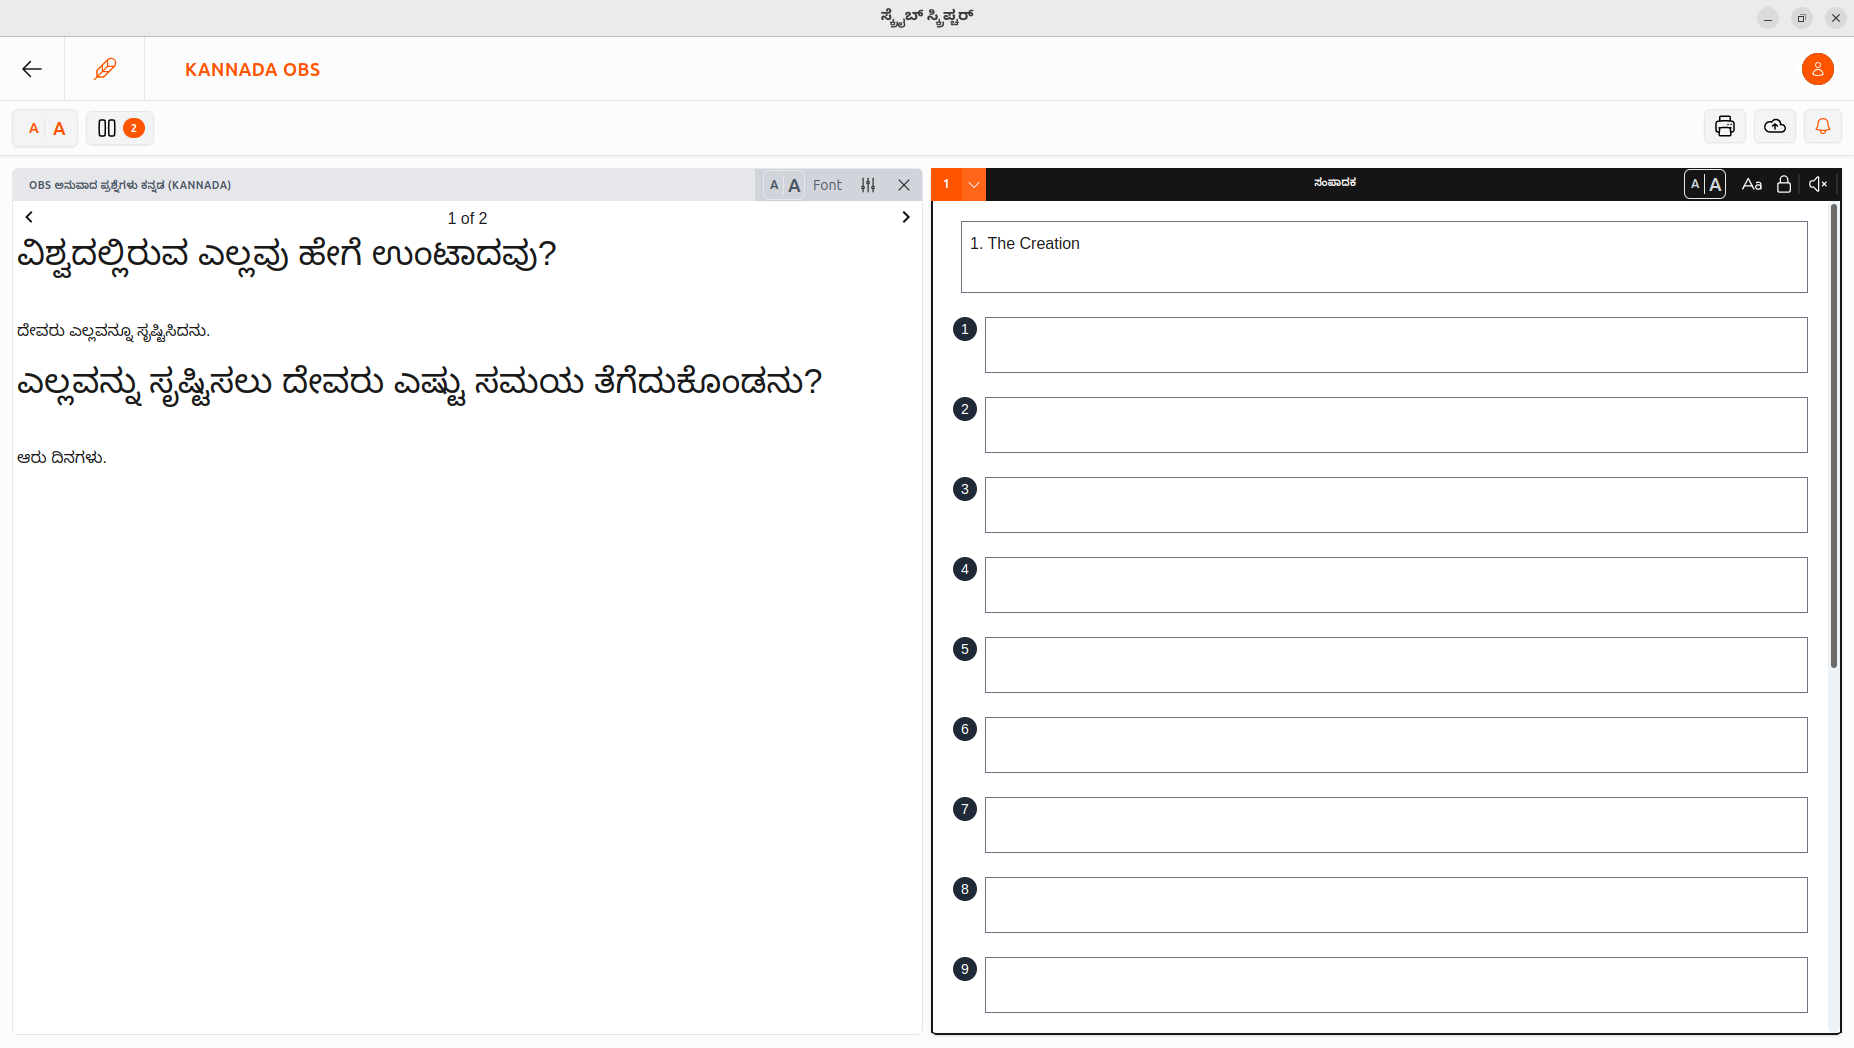 ಸ್ಕ್ರೈಬ್ ಸ್ಕ್ರಿಪ್ಚರ್
KANNADA OBS
A A 2
OBS ಅನುವಾದ ಪ್ರಶ್ನೆಗಳು ಕನ್ನಡ (KANNADA) A A Font
1 of 2
ವಿಶ್ವದಲ್ಲಿರುವ ಎಲ್ಲವು ಹೇಗೆ ಉಂಟಾದವು?
ದೇವರು ಎಲ್ಲವನ್ನೂ ಸೃಷ್ಟಿಸಿದನು.
ಎಲ್ಲವನ್ನು ಸೃಷ್ಟಿಸಲು ದೇವರು ಎಷ್ಟು ಸಮಯ ತೆಗೆದುಕೊಂಡನು?
ಆರು ದಿನಗಳು.
1 ಸಂಪಾದಕ A A Aa
1. The Creation
1
2
3
4
5
6
7
8
9